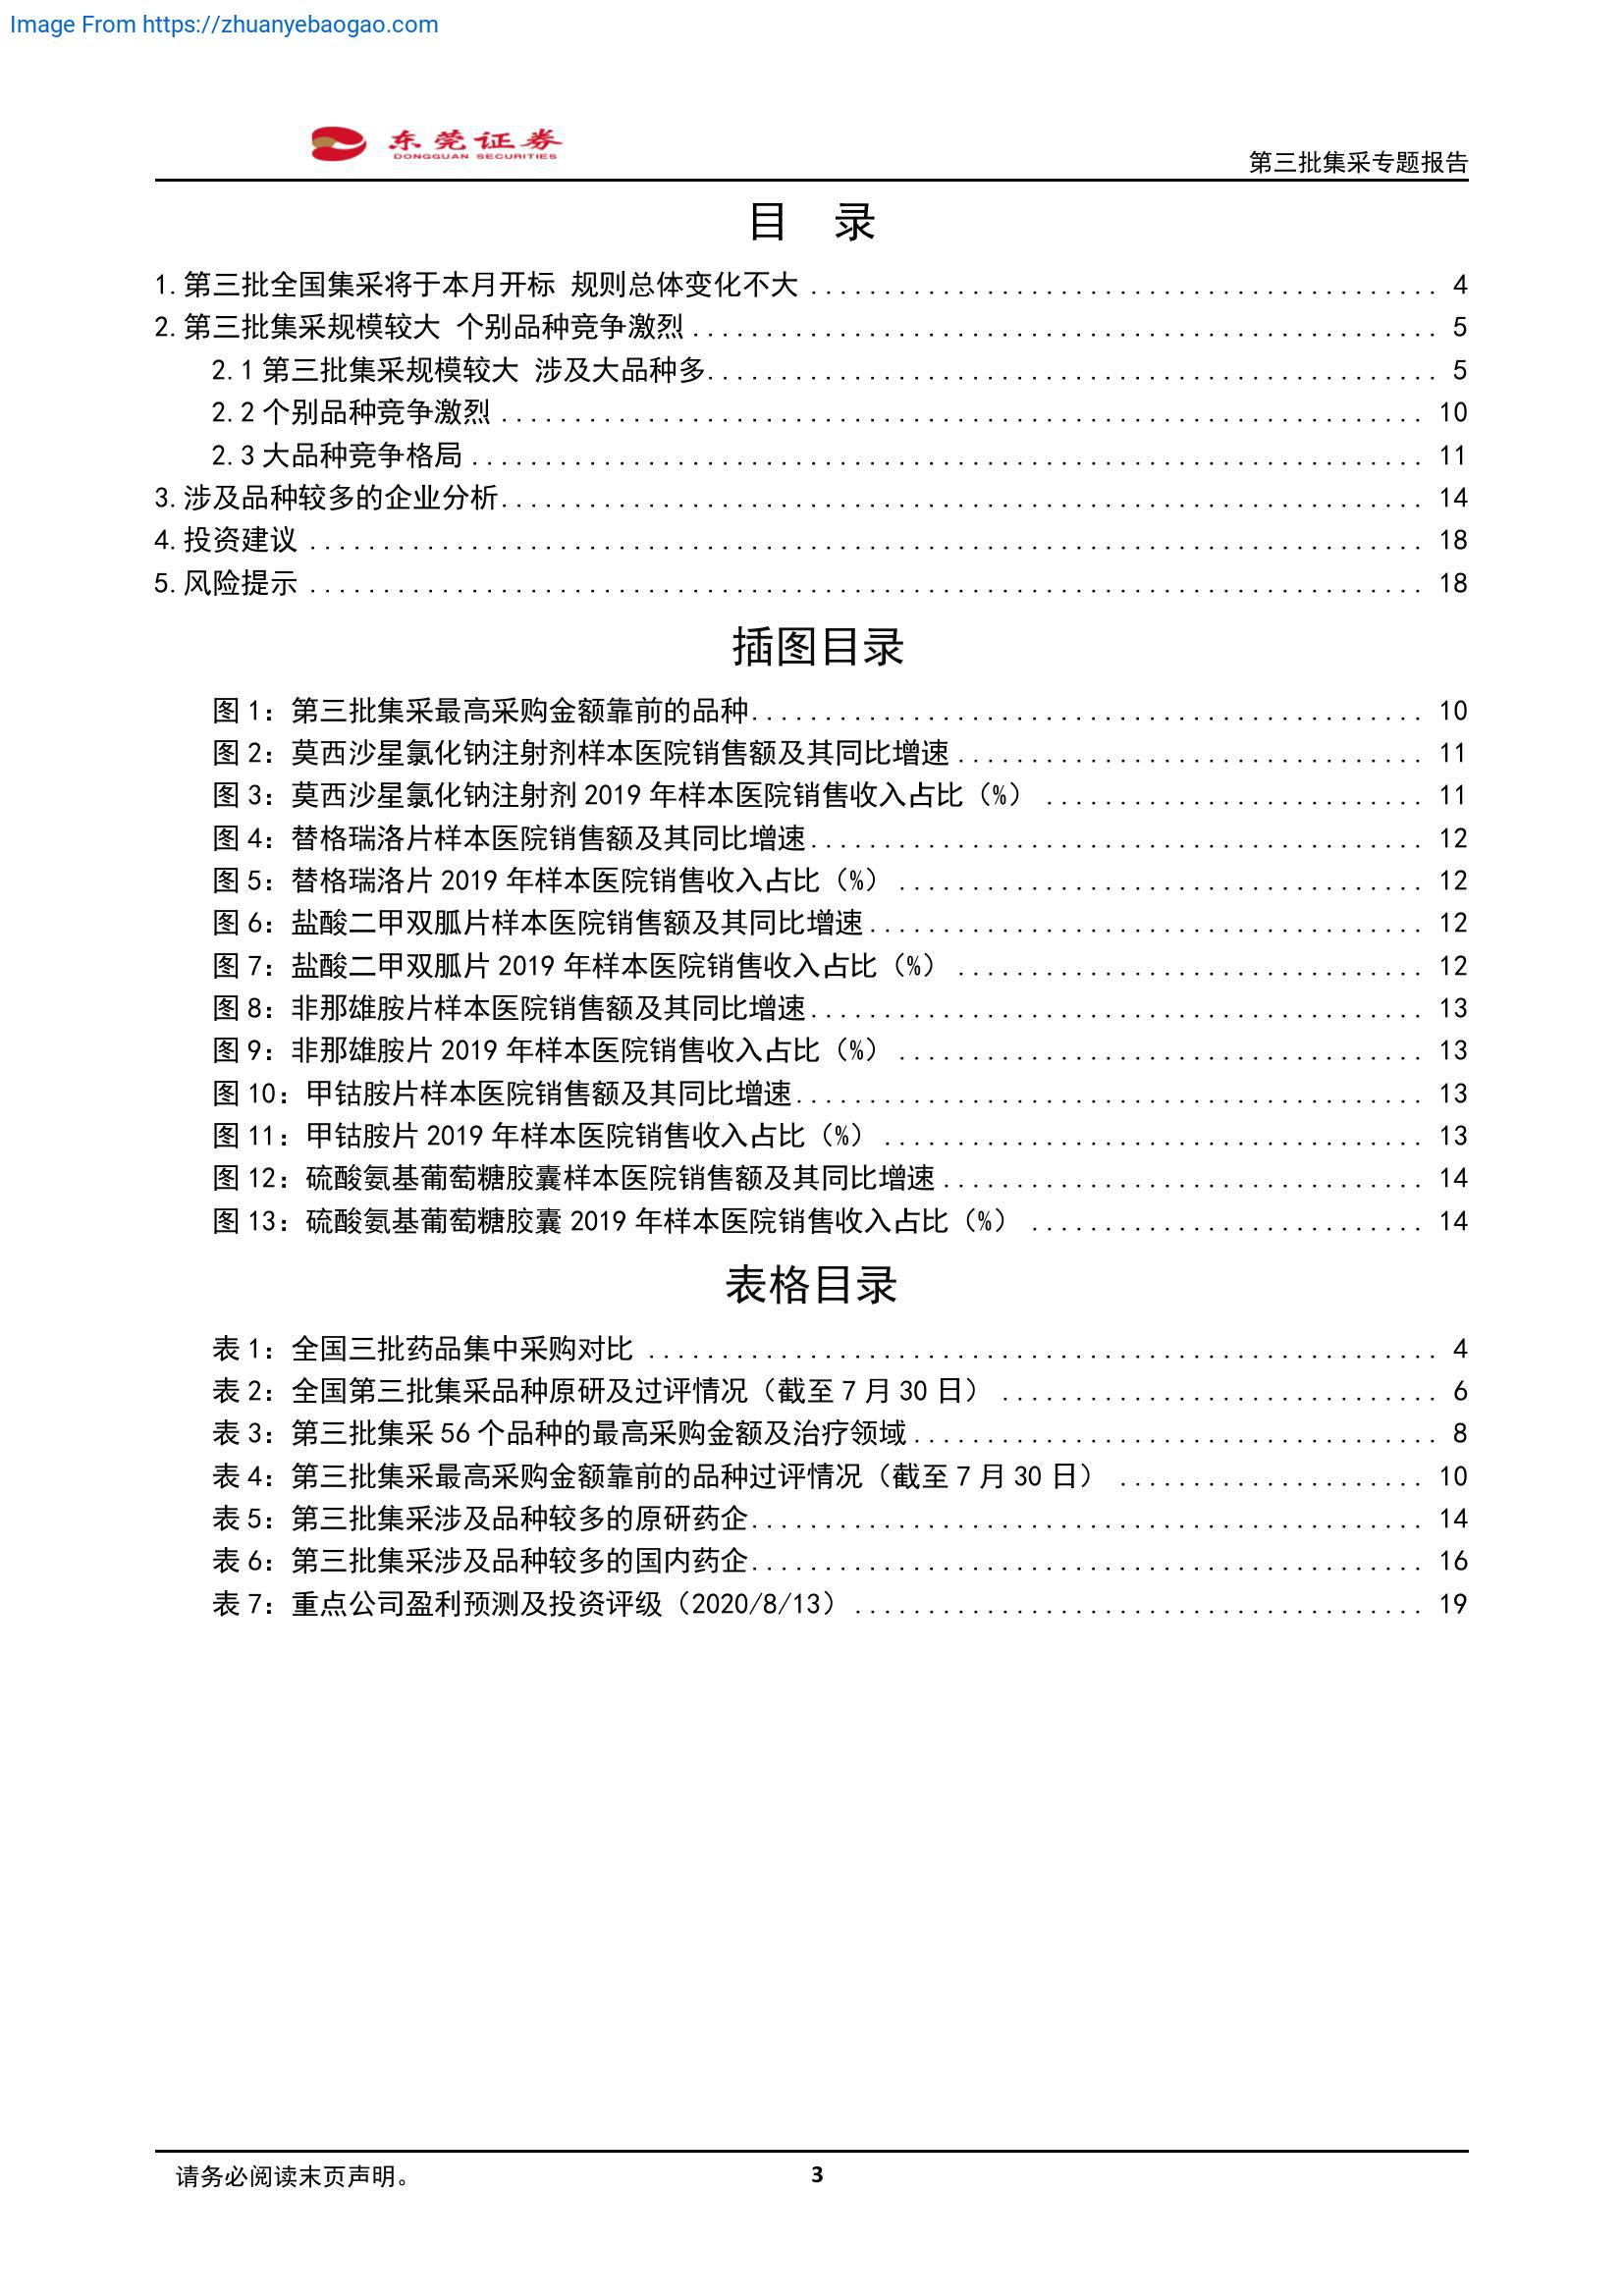 Image From https://zhuanyebaogao.com
东莞证券
DONGGUAN SECURITIES
第三批集采专题报告
目 录
1.第三批全国集采将于本月开标 规则总体变化不大 ........................................... 4
2.第三批集采规模较大 个别品种竞争激烈................................................... 5
2.1 第三批集采规模较大 涉及大品种多.................................................. 5
2.2 个别品种竞争激烈 ............................................................... 10
2.3 大品种竞争格局 ................................................................. 11
3.涉及品种较多的企业分析............................................................... 14
4.投资建议 ............................................................................ 18
5.风险提示 ............................................................................ 18
插图目录
图 1：第三批集采最高采购金额靠前的品种.............................................. 10
图 2：莫西沙星氯化钠注射剂样本医院销售额及其同比增速 ................................ 11
图 3：莫西沙星氯化钠注射剂 2019 年样本医院销售收入占比（%） .......................... 11
图 4：替格瑞洛片样本医院销售额及其同比增速.......................................... 12
图 5：替格瑞洛片 2019 年样本医院销售收入占比（%） .................................... 12
图 6：盐酸二甲双胍片样本医院销售额及其同比增速...................................... 12
图 7：盐酸二甲双胍片 2019 年样本医院销售收入占比（%） ................................ 12
图 8：非那雄胺片样本医院销售额及其同比增速.......................................... 13
图 9：非那雄胺片 2019 年样本医院销售收入占比（%） .................................... 13
图 10：甲钴胺片样本医院销售额及其同比增速........................................... 13
图 11：甲钴胺片 2019 年样本医院销售收入占比（%） ..................................... 13
图 12：硫酸氨基葡萄糖胶囊样本医院销售额及其同比增速 ................................. 14
图 13：硫酸氨基葡萄糖胶囊 2019 年样本医院销售收入占比（%） ........................... 14
表格目录
表 1：全国三批药品集中采购对比 ...................................................... 4
表 2：全国第三批集采品种原研及过评情况（截至 7 月 30 日） .............................. 6
表 3：第三批集采 56 个品种的最高采购金额及治疗领域.................................... 8
表 4：第三批集采最高采购金额靠前的品种过评情况（截至 7 月 30 日） ..................... 10
表 5：第三批集采涉及品种较多的原研药企.............................................. 14
表 6：第三批集采涉及品种较多的国内药企.............................................. 16
表 7：重点公司盈利预测及投资评级（2020/8/13）....................................... 19
请务必阅读末页声明。
3